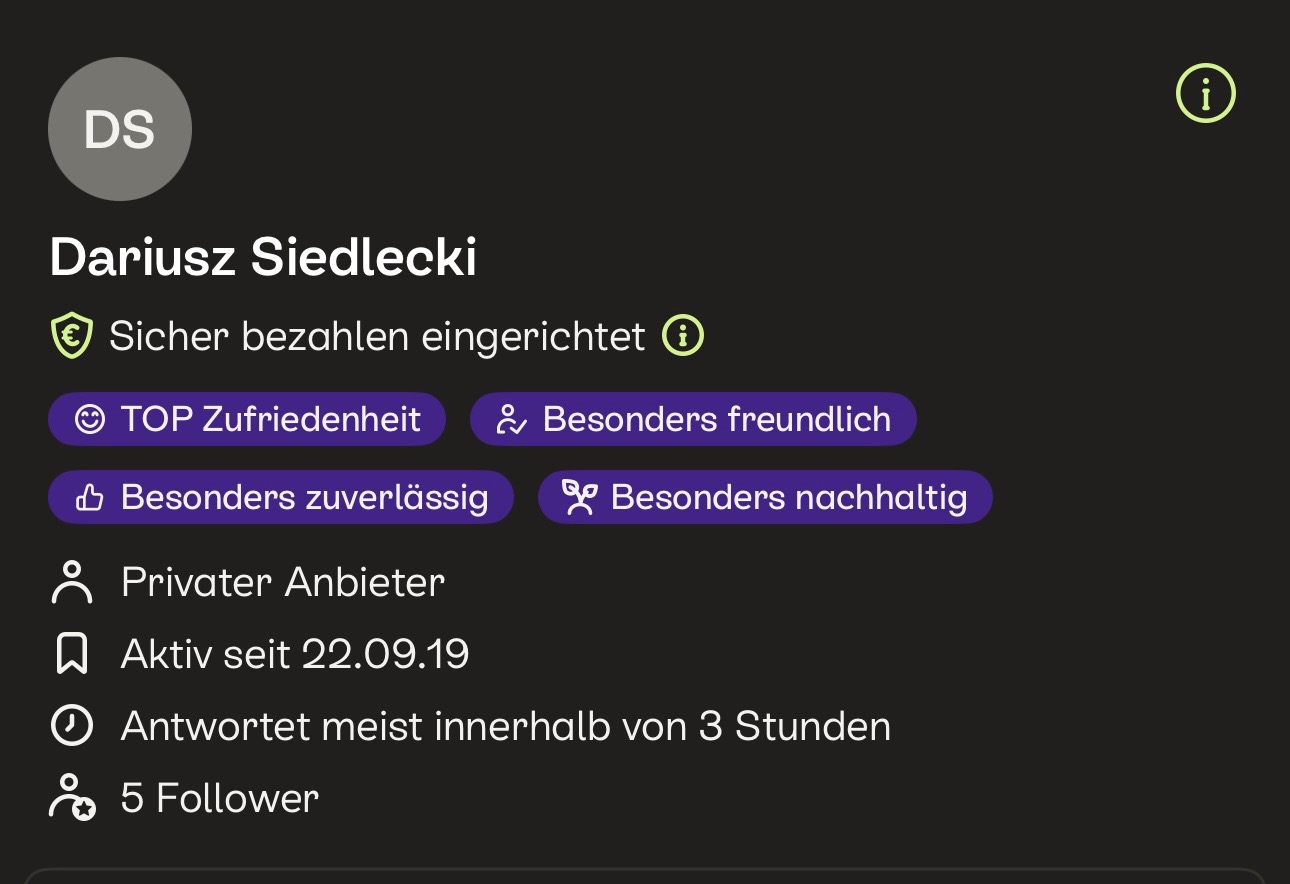 DS
Dariusz Siedlecki
Sicher bezahlen eingerichtet
TOP Zufriedenheit Besonders freundlich
Besonders zuverlässig Besonders nachhaltig
Privater Anbieter
Aktiv seit 22.09.19
Antwortet meist innerhalb von 3 Stunden
5 Follower